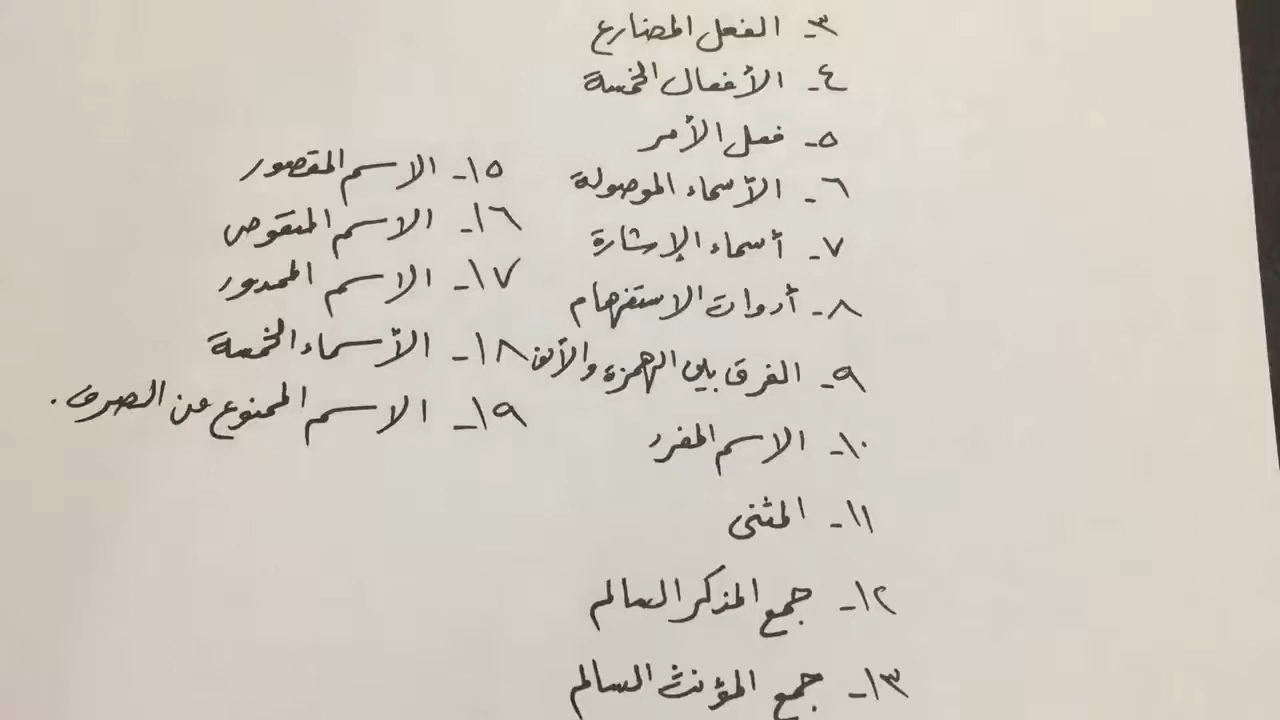 ٣- الفعل المضارع
٤- الأفعال الخمسة
٥- فعل الأمر
٦- الأسماء الموصولة
٧- أسماء الإشارة
٨- أدوات الاستفهام
٩- الفرق بين الهمزة والألف
١٠- الاسم المفرد
١١- المثنى
١٢- جمع المذكر السالم
١٣- جمع المؤنث السالم
١٥- الاسم المقصور
١٦- الاسم المنقوص
١٧- الاسم الممدود
١٨- الأسماء الخمسة
١٩- الاسم الممنوع من الصرف.